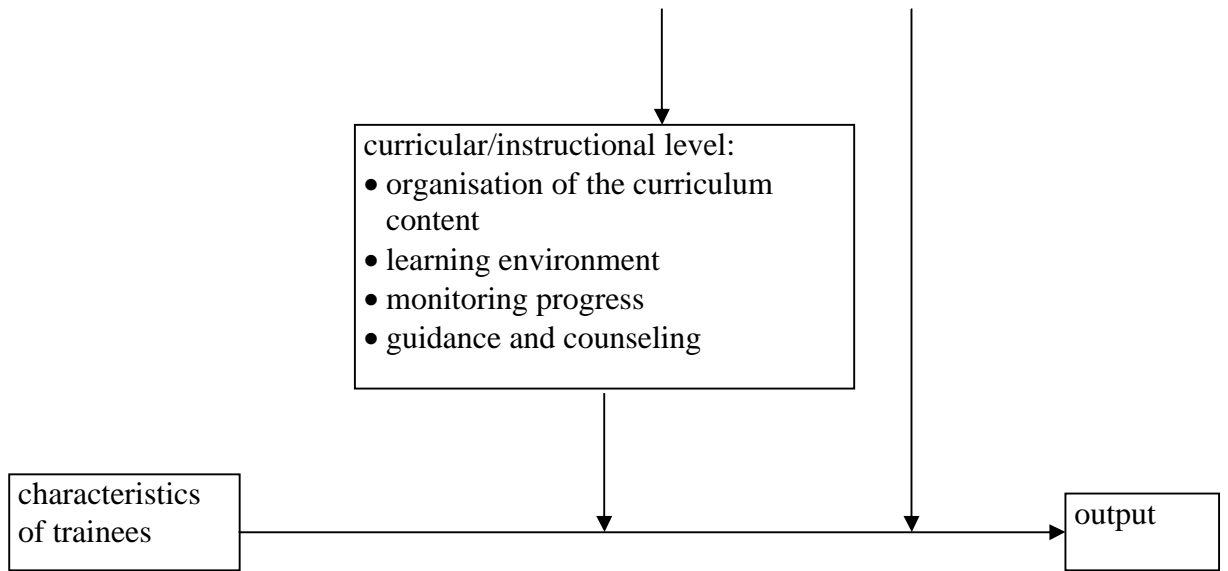 curricular/instructional level:
• organisation of the curriculum
content
• learning environment
• monitoring progress
• guidance and counseling
characteristics
of trainees
output